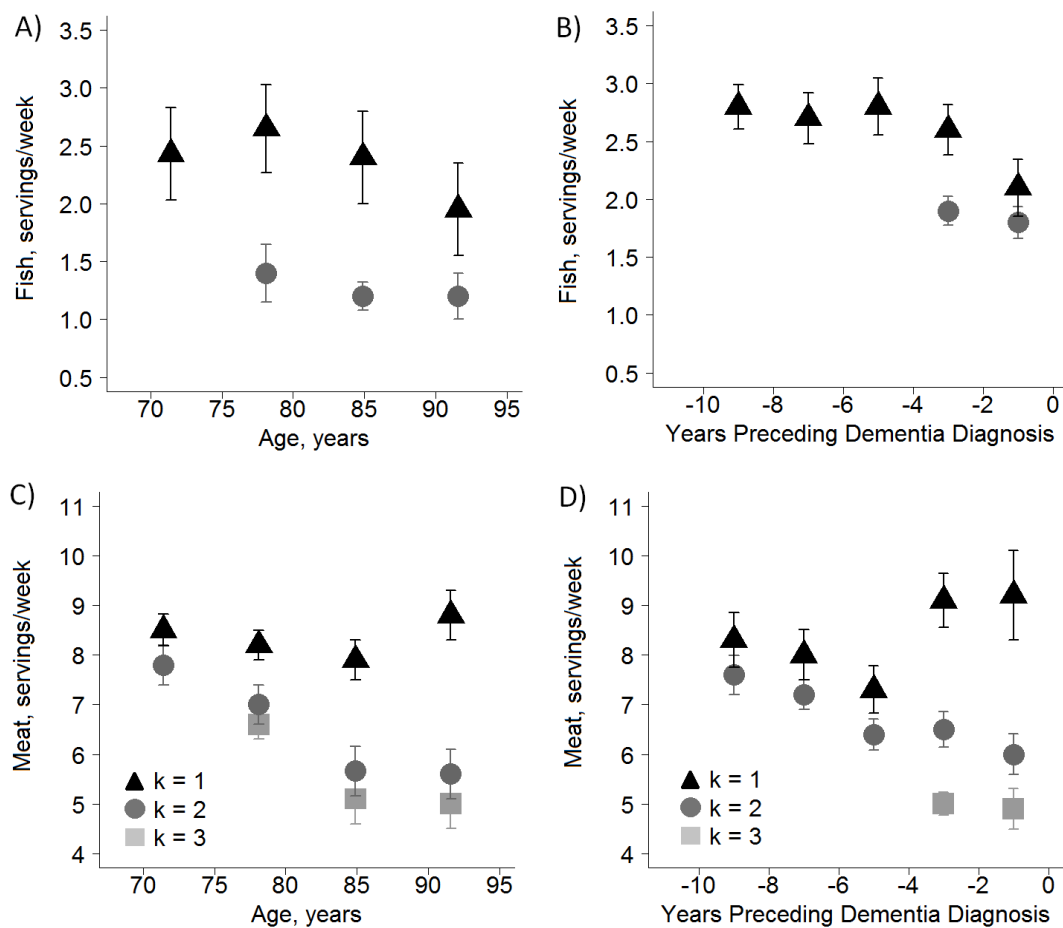 A)
Fish, servings/week
3.5
3.0
2.5
2.0
1.5
1.0
0.5
70 75 80 85 90 95
Age, years
B)
Fish, servings/week
3.5
3.0
2.5
2.0
1.5
1.0
0.5
-10 -8 -6 -4 -2 0
Years Preceding Dementia Diagnosis
C)
Meat, servings/week
11
10
9
8
7
6
5
4
k = 1
k = 2
k = 3
70 75 80 85 90 95
Age, years
D)
Meat, servings/week
11
10
9
8
7
6
5
4
k = 1
k = 2
k = 3
-10 -8 -6 -4 -2 0
Years Preceding Dementia Diagnosis